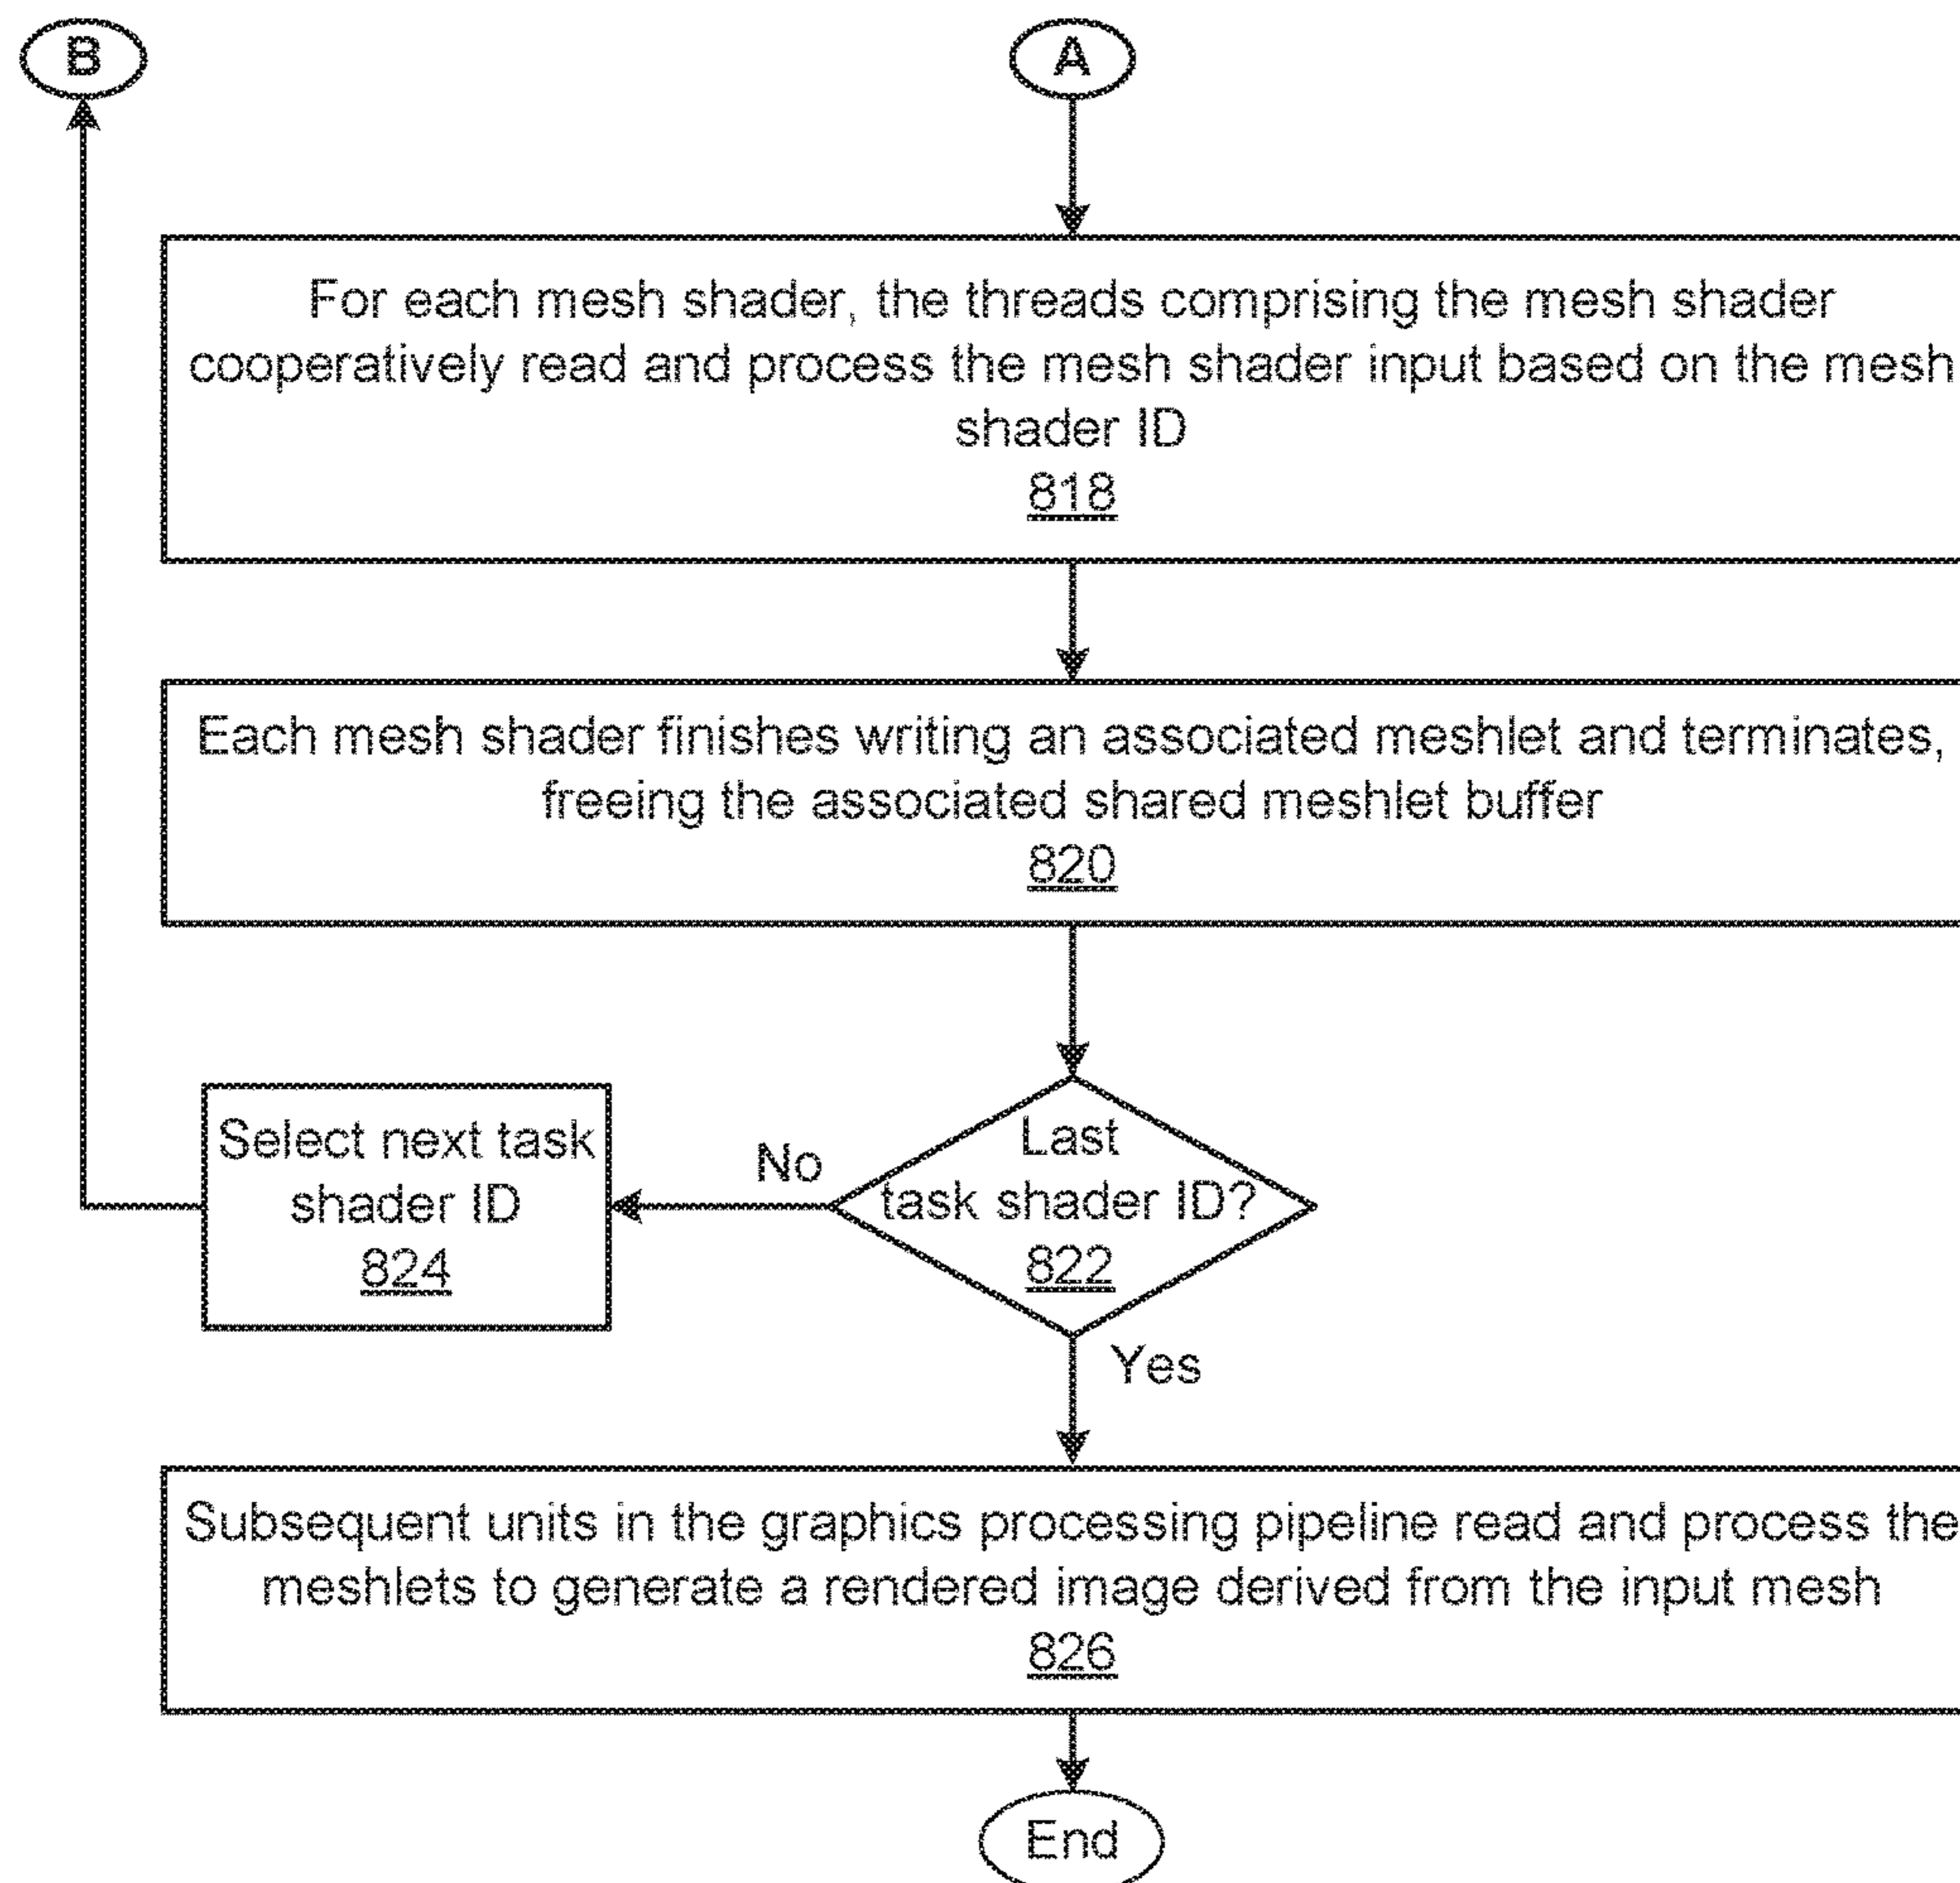 B
A
For each mesh shader, the threads comprising the mesh shader
cooperatively read and process the mesh shader input based on the mesh
shader ID
818
Each mesh shader finishes writing an associated meshlet and terminates,
freeing the associated shared meshlet buffer
820
Last
task shader ID?
822
No
Select next task
shader ID
824
Yes
Subsequent units in the graphics processing pipeline read and process the
meshlets to generate a rendered image derived from the input mesh
826
End